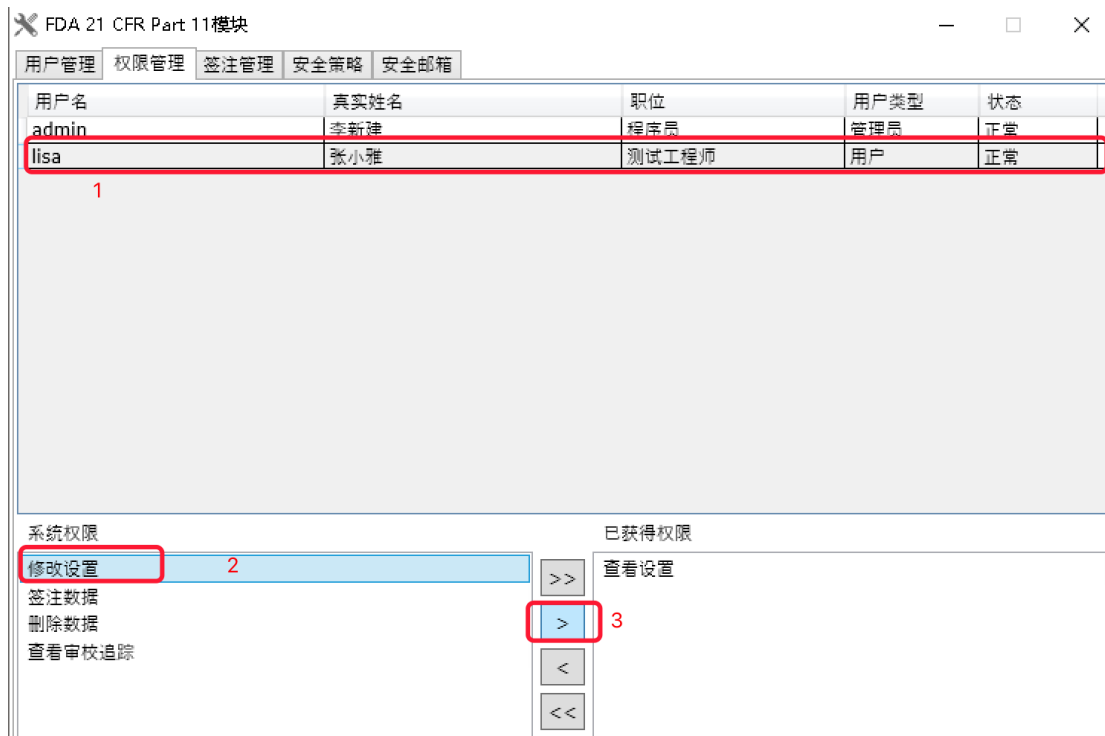 FDA 21 CFR Part 11模块
用户管理 权限管理 签注管理 安全策略 安全邮箱
用户名 真实姓名 职位 用户类型 状态
admin 李新建 程序员 管理员 正常
lisa 张小雅 测试工程师 用户 正常
1
系统权限 已获得权限
修改设置 2 >> 查看设置
签注数据
删除数据 > 3
查看审校追踪
<
<<